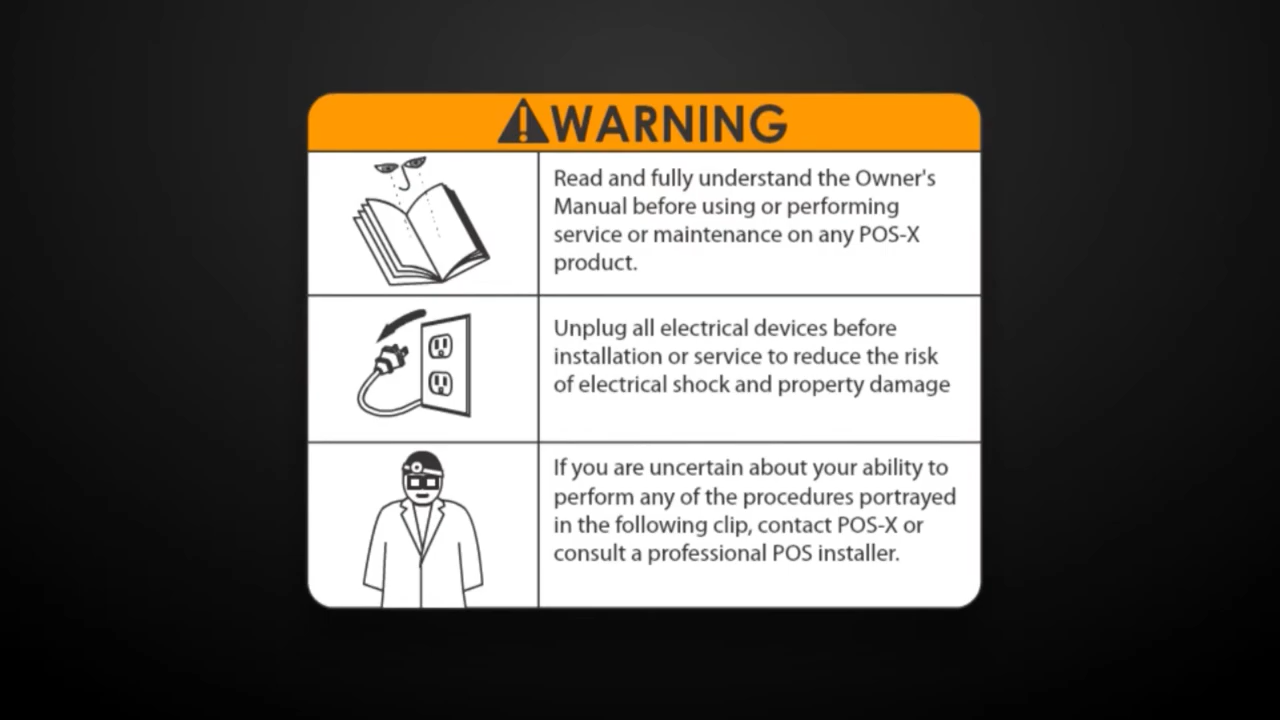 WARNING
Read and fully understand the Owner's
Manual before using or performing
service or maintenance on any POS-X
product.
Unplug all electrical devices before
installation or service to reduce the risk
of electrical shock and property damage
If you are uncertain about your ability to
perform any of the procedures portrayed
in the following clip, contact POS-X or
consult a professional POS installer.